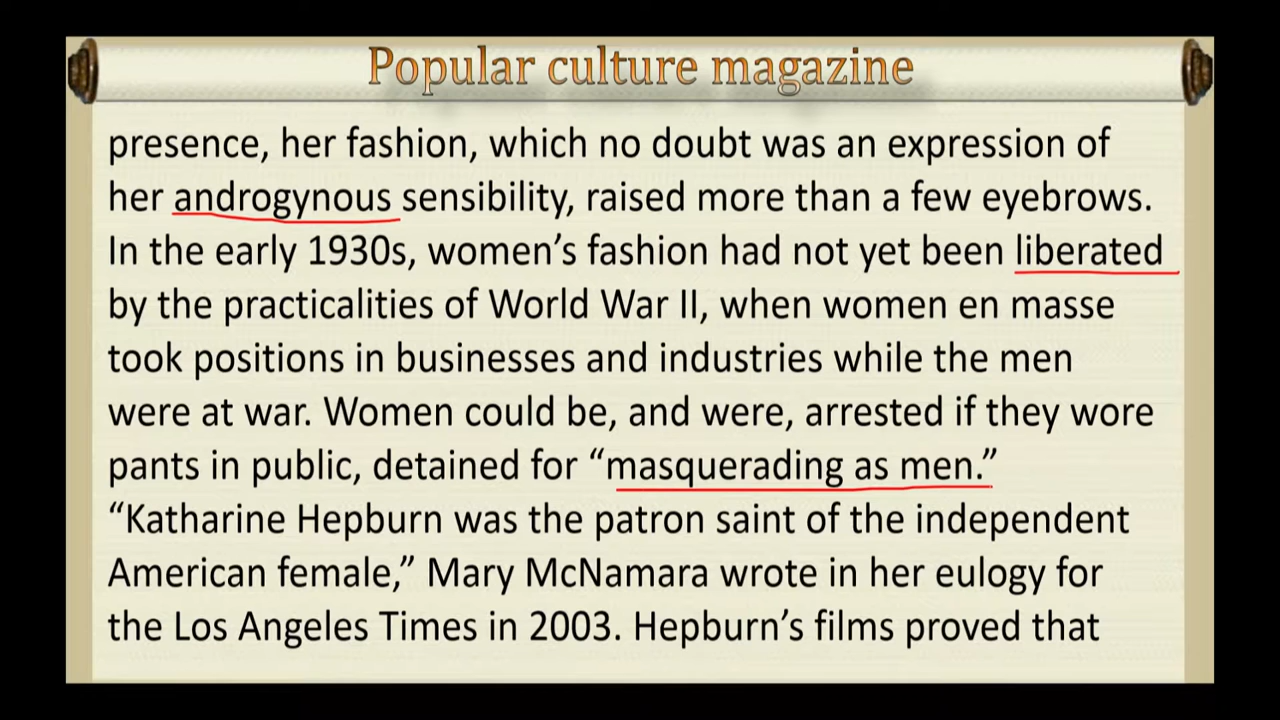 Popular culture magazine
presence, her fashion, which no doubt was an expression of
her androgynous sensibility, raised more than a few eyebrows.
In the early 1930s, women’s fashion had not yet been liberated
by the practicalities of World War II, when women en masse
took positions in businesses and industries while the men
were at war. Women could be, and were, arrested if they wore
pants in public, detained for “masquerading as men.”
“Katharine Hepburn was the patron saint of the independent
American female,” Mary McNamara wrote in her eulogy for
the Los Angeles Times in 2003. Hepburn’s films proved that